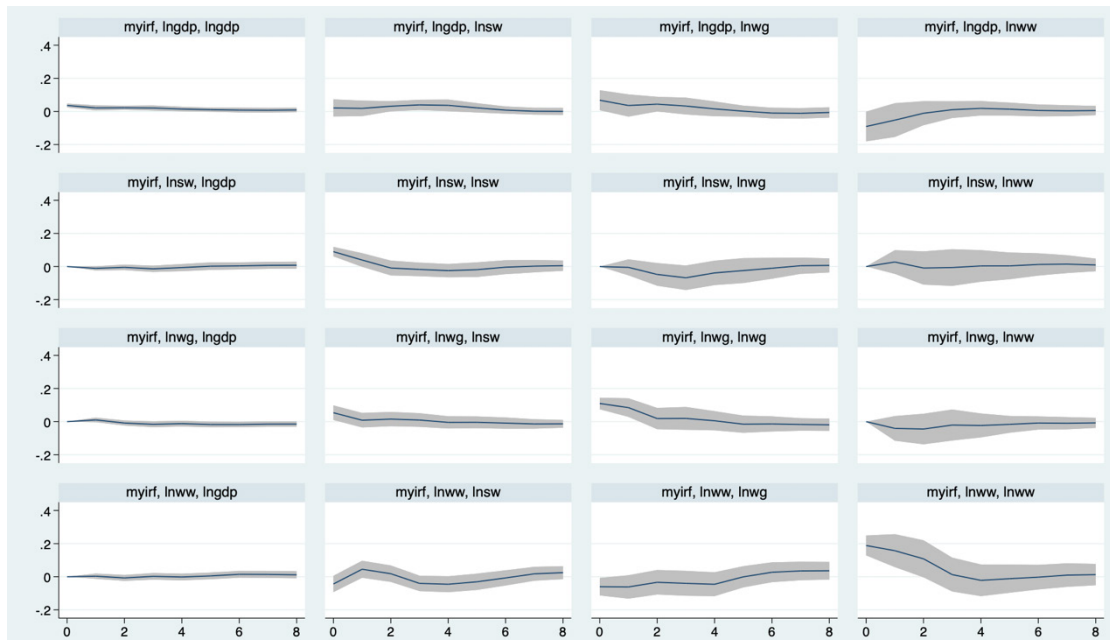 myirf, lngdp, lngdp
myirf, lngdp, lnsw
myirf, lngdp, lnwg
myirf, lngdp, lnww
.4
.2
0
-.2
myirf, lnsw, lngdp
myirf, lnsw, lnsw
myirf, lnsw, lnwg
myirf, lnsw, lnww
.4
.2
0
-.2
myirf, lnwg, lngdp
myirf, lnwg, lnsw
myirf, lnwg, lnwg
myirf, lnwg, lnww
.4
.2
0
-.2
myirf, lnww, lngdp
myirf, lnww, lnsw
myirf, lnww, lnwg
myirf, lnww, lnww
.4
.2
0
-.2
0 2 4 6 8
0 2 4 6 8
0 2 4 6 8
0 2 4 6 8